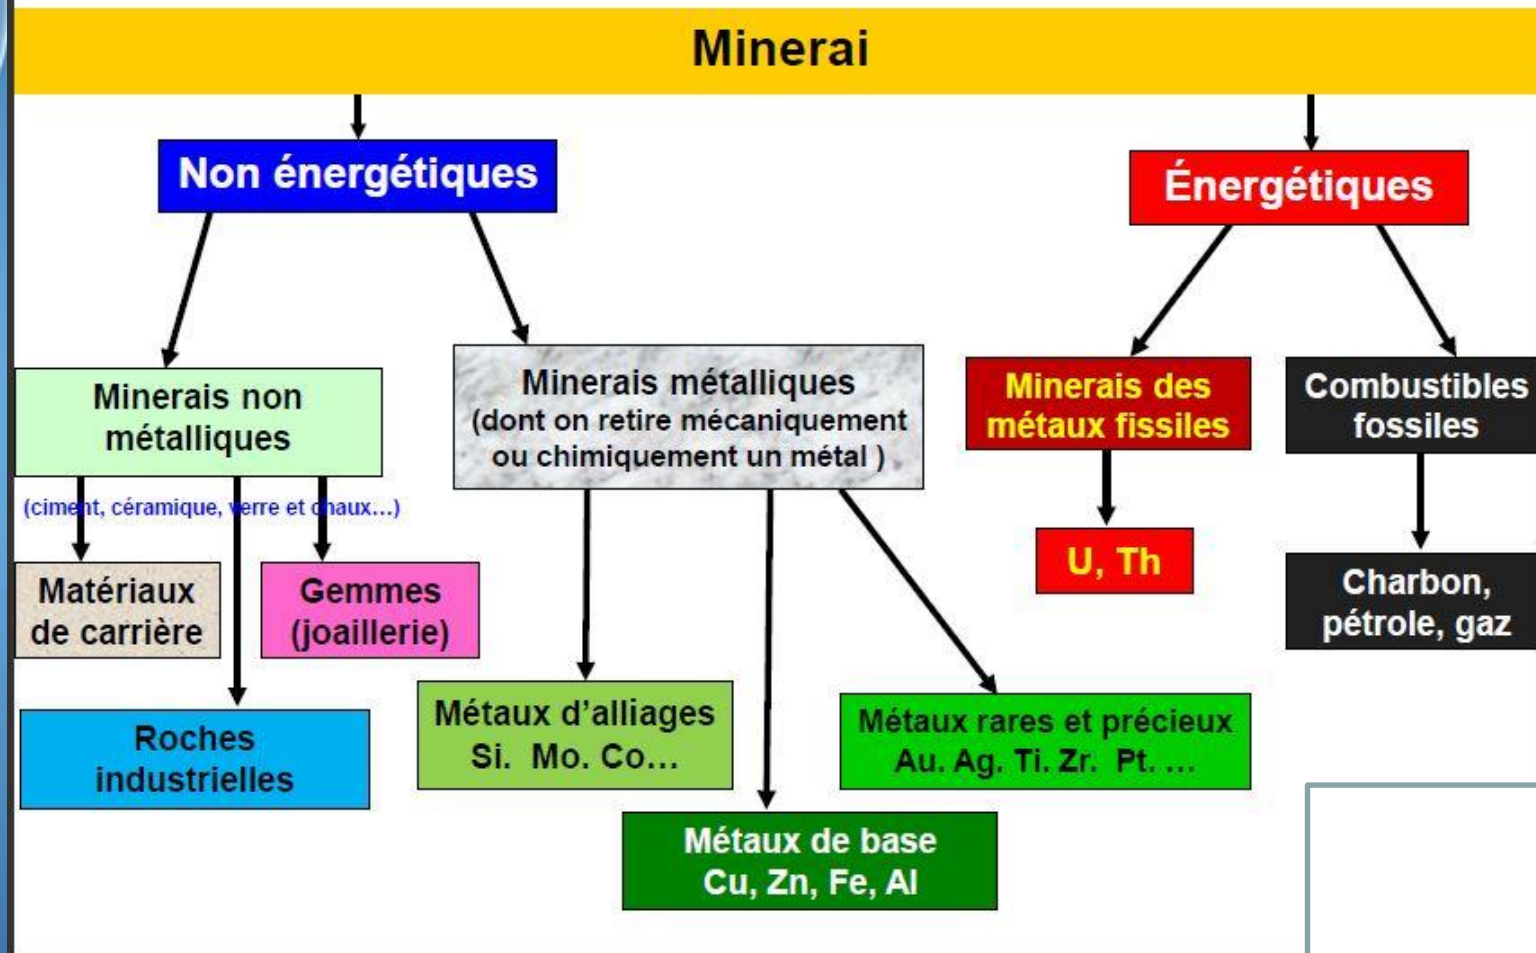 Minerai
Non énergétiques
Énergétiques
Minerais non
métalliques
(ciment, céramique, verre et chaux...)
Minerais métalliques
(dont on retire mécaniquement
ou chimiquement un métal )
Minerais des
métaux fissiles
Combustibles
fossiles
U, Th
Charbon,
pétrole, gaz
Matériaux
de carrière
Gemmes
(joaillerie)
Roches
industrielles
Métaux d’alliages
Si. Mo. Co...
Métaux rares et précieux
Au. Ag. Ti. Zr. Pt. ...
Métaux de base
Cu, Zn, Fe, Al